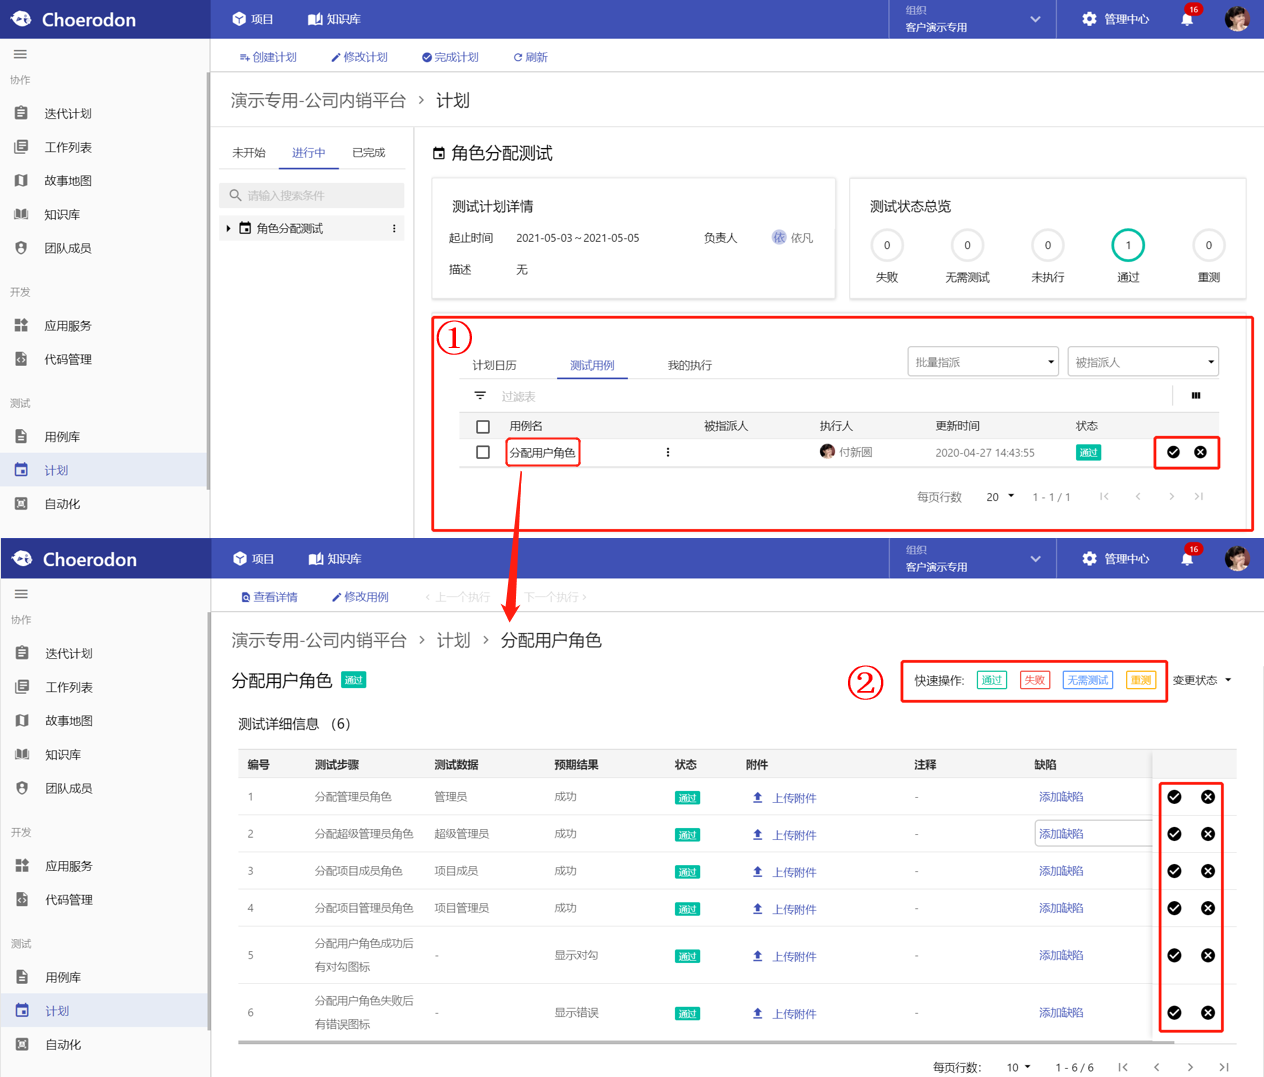 Choerodon
项目
知识库
组织
客户演示专用
管理中心
16
协作
迭代计划
工作列表
故事地图
知识库
团队成员
开发
应用服务
代码管理
测试
用例库
计划
自动化
创建计划
修改计划
完成计划
刷新
演示专用-公司内销平台 > 计划
未开始
进行中
已完成
请输入搜索条件
角色分配测试
角色分配测试
测试计划详情
起止时间 2021-05-03 ~ 2021-05-05
负责人 依 依凡
描述 无
测试状态总览
0 0 0 1 0
失败 无需测试 未执行 通过 重测
①
计划日历
测试用例
我的执行
批量指派
被指派人
过滤表
用例名 被指派人 执行人 更新时间 状态
分配用户角色 付新圆 2020-04-27 14:43:55 通过
每页行数 20 1 - 1 / 1
Choerodon
项目
知识库
组织
客户演示专用
管理中心
16
协作
迭代计划
工作列表
故事地图
知识库
团队成员
开发
应用服务
代码管理
测试
用例库
计划
自动化
查看详情
修改用例
< 上一个执行
下一个执行 >
演示专用-公司内销平台 > 计划 > 分配用户角色
分配用户角色 通过
②
快速操作: 通过 失败 无需测试 重测
变更状态
测试详细信息 （6）
编号 测试步骤 测试数据 预期结果 状态 附件 注释 缺陷
1 分配管理员角色 管理员 成功 通过 上传附件 - 添加缺陷
2 分配超级管理员角色 超级管理员 成功 通过 上传附件 - 添加缺陷
3 分配项目成员角色 项目成员 成功 通过 上传附件 - 添加缺陷
4 分配项目管理员角色 项目管理员 成功 通过 上传附件 - 添加缺陷
5 分配用户角色成功后
有对勾图标 - 显示对勾 通过 上传附件 - 添加缺陷
6 分配用户角色失败后
有错误图标 - 显示错误 通过 上传附件 - 添加缺陷
每页行数: 10 1 - 6 / 6